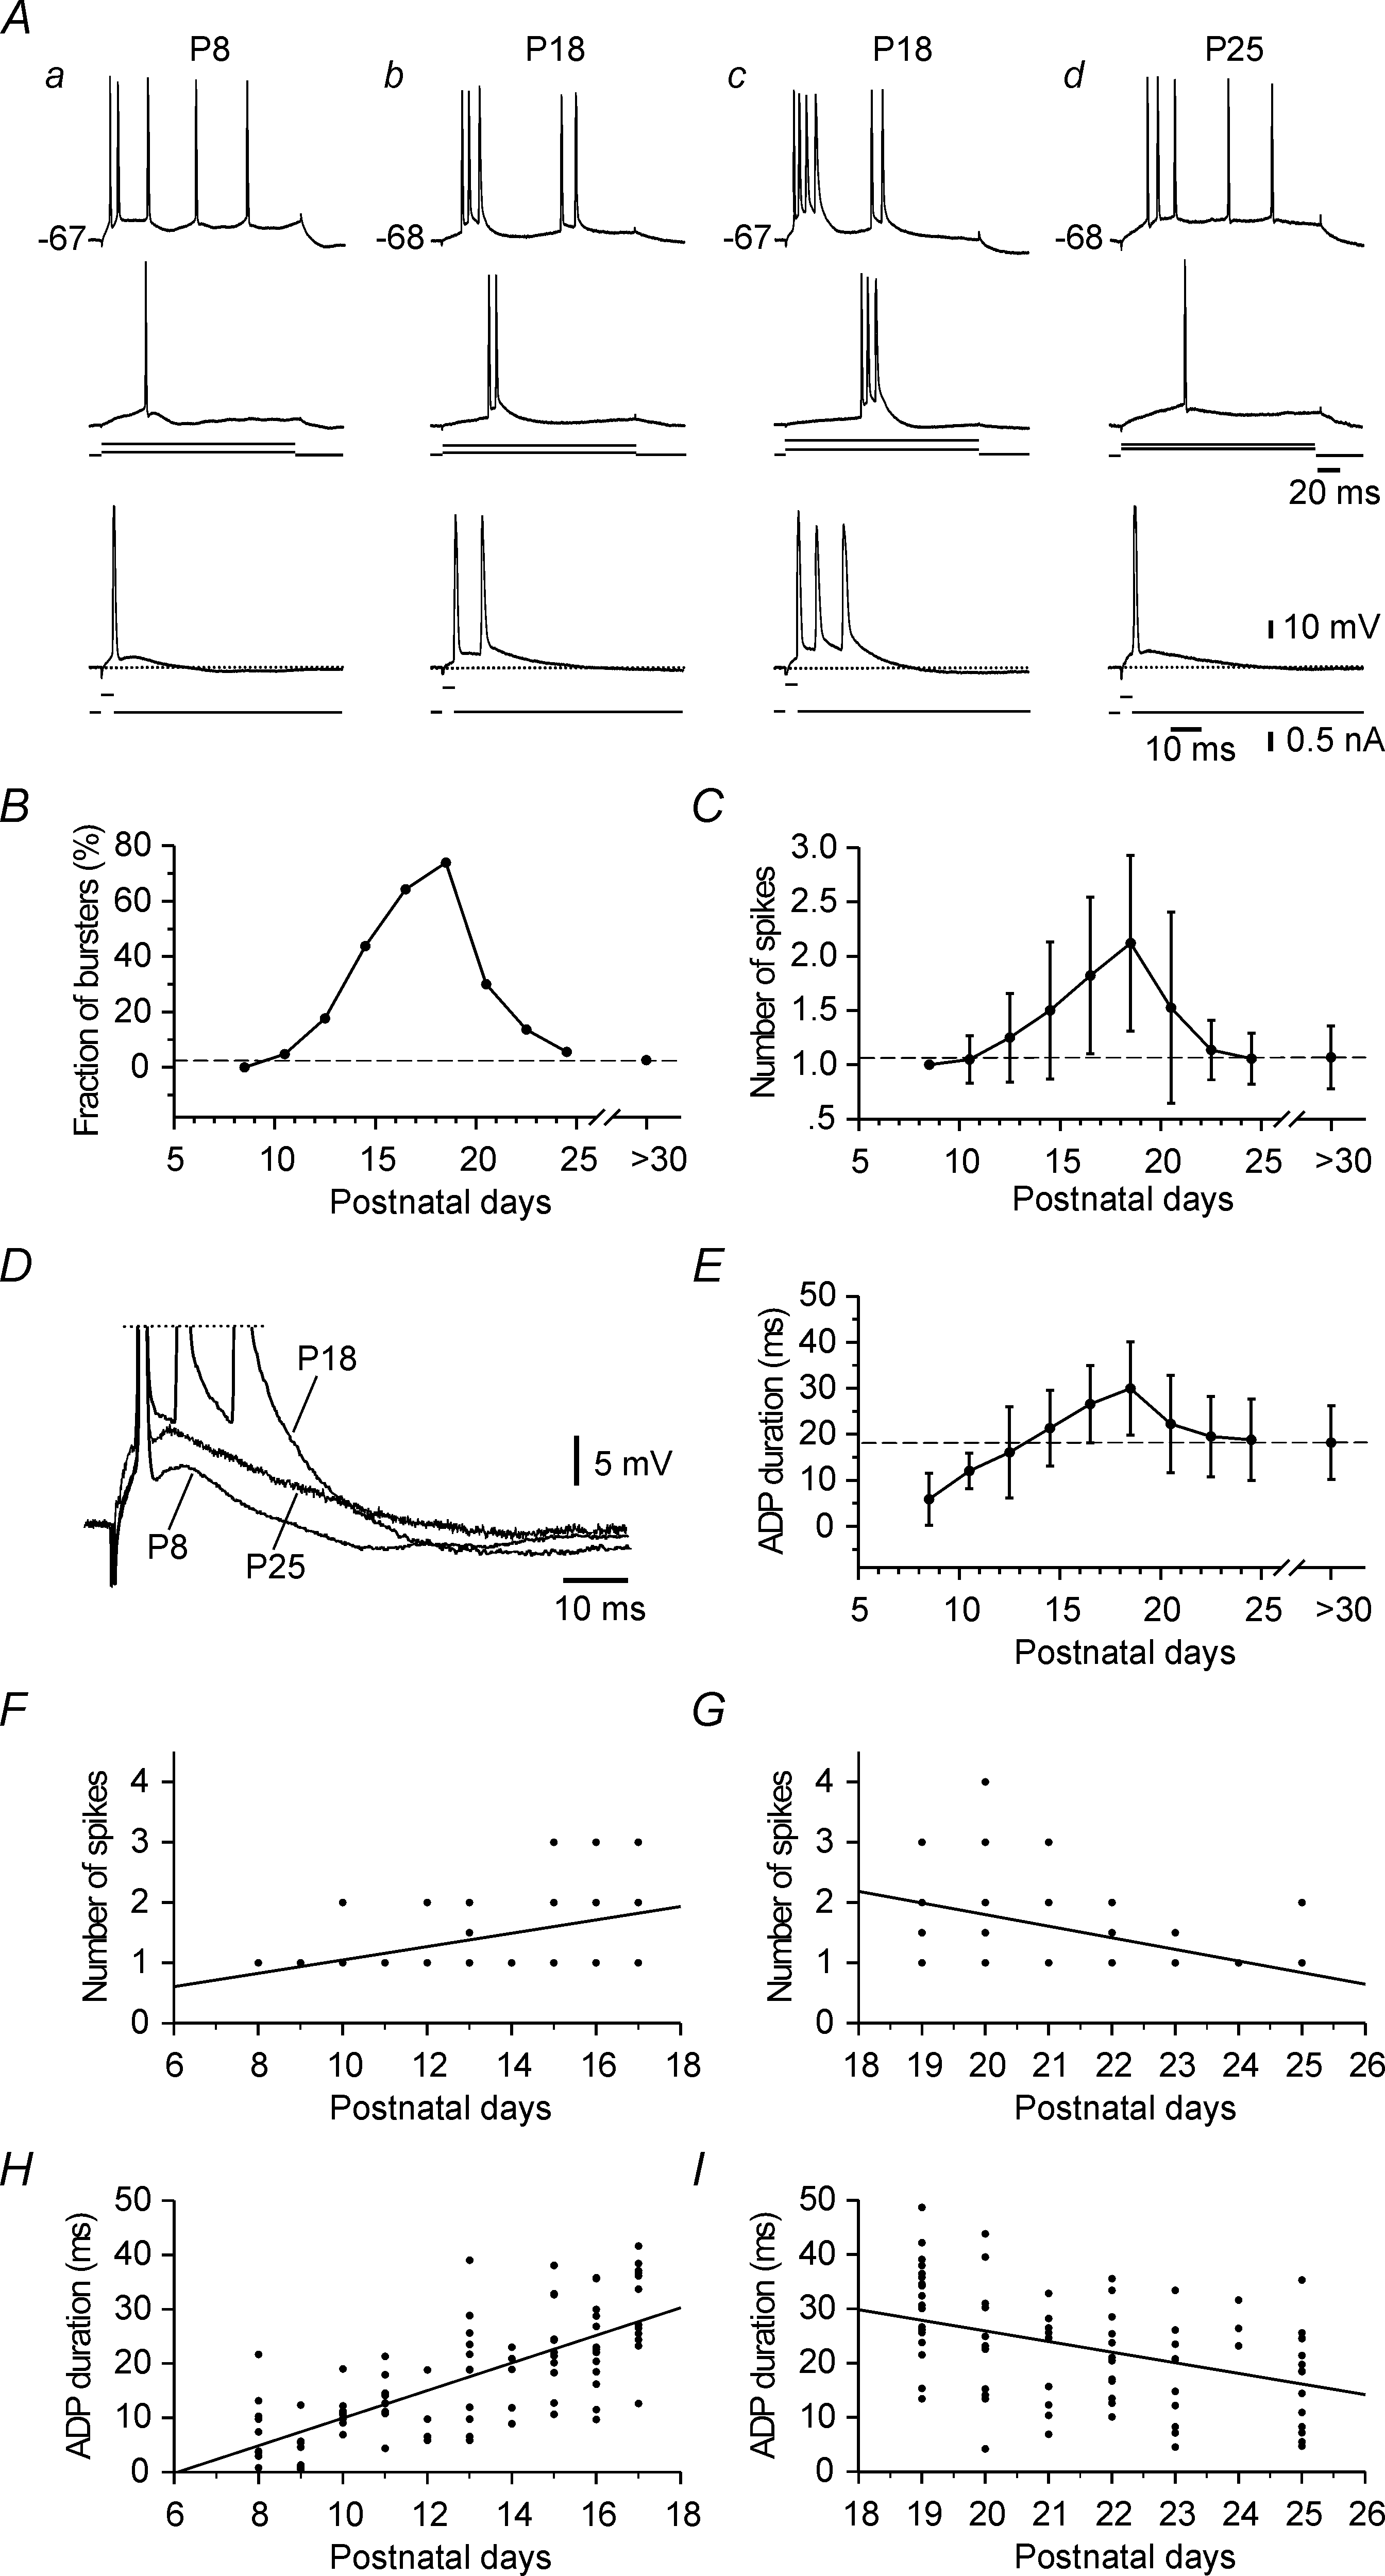 A
P8 P18 P18 P25
a b c d
-67 -68 -67 -68
20 ms
10 mV
10 ms 0.5 nA
B
Fraction of bursters (%)
80
60
40
20
0
5 10 15 20 25 >30
Postnatal days
C
Number of spikes
3.0
2.5
2.0
1.5
1.0
.5
5 10 15 20 25 >30
Postnatal days
D
P18
5 mV
P8
P25
10 ms
E
ADP duration (ms)
50
40
30
20
10
0
5 10 15 20 25 >30
Postnatal days
F
Number of spikes
4
3
2
1
0
6 8 10 12 14 16 18
Postnatal days
G
Number of spikes
4
3
2
1
0
18 19 20 21 22 23 24 25 26
Postnatal days
H
ADP duration (ms)
50
40
30
20
10
0
6 8 10 12 14 16 18
Postnatal days
I
ADP duration (ms)
50
40
30
20
10
0
18 19 20 21 22 23 24 25 26
Postnatal days